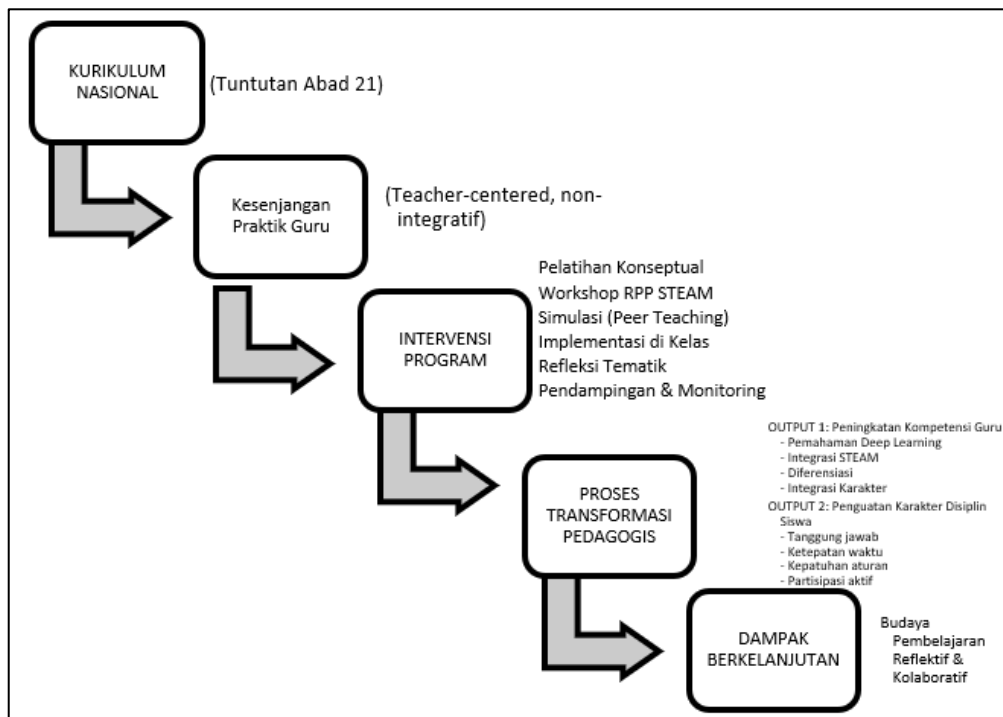 KURIKULUM
NASIONAL
(Tuntutan Abad 21)
Kesenjangan
Praktik Guru
(Teacher-centered, non-
integratif)
INTERVENSI
PROGRAM
Pelatihan Konseptual
Workshop RPP STEAM
Simulasi (Peer Teaching)
Implementasi di Kelas
Refleksi Tematik
Pendampingan & Monitoring
PROSES
TRANSFORMASI
PEDAGOGIS
OUTPUT 1: Peningkatan Kompetensi Guru
- Pemahaman Deep Learning
- Integrasi STEAM
- Diferensiasi
- Integrasi Karakter
OUTPUT 2: Penguatan Karakter Disiplin
Siswa
- Tanggung jawab
- Ketepatan waktu
- Kepatuhan aturan
- Partisipasi aktif
DAMPAK
BERKELANJUTAN
Budaya
Pembelajaran
Reflektif &
Kolaboratif